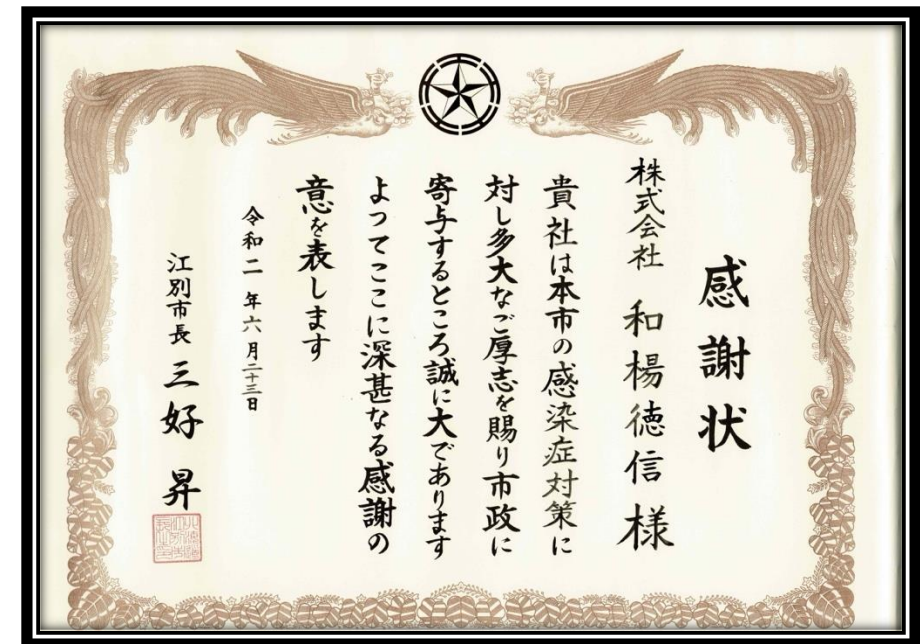 感謝状
株式会社 和楊徳信 様
貴社は本市の感染症対策に
対し多大なご厚志を賜り市政に
寄与するところ誠に大であります
よってここに深甚なる感謝の
意を表します
令和二年六月二十三日
江別市長 三好 昇